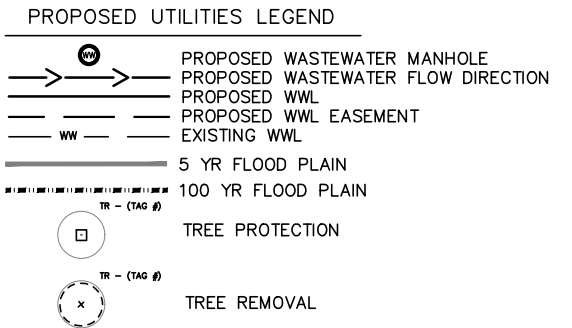 PROPOSED UTILITIES LEGEND
WW PROPOSED WASTEWATER MANHOLE
PROPOSED WASTEWATER FLOW DIRECTION
PROPOSED WWL
PROPOSED WWL EASEMENT
WW EXISTING WWL
5 YR FLOOD PLAIN
100 YR FLOOD PLAIN
TR - (TAG #)
TREE PROTECTION
TR - (TAG #)
TREE REMOVAL